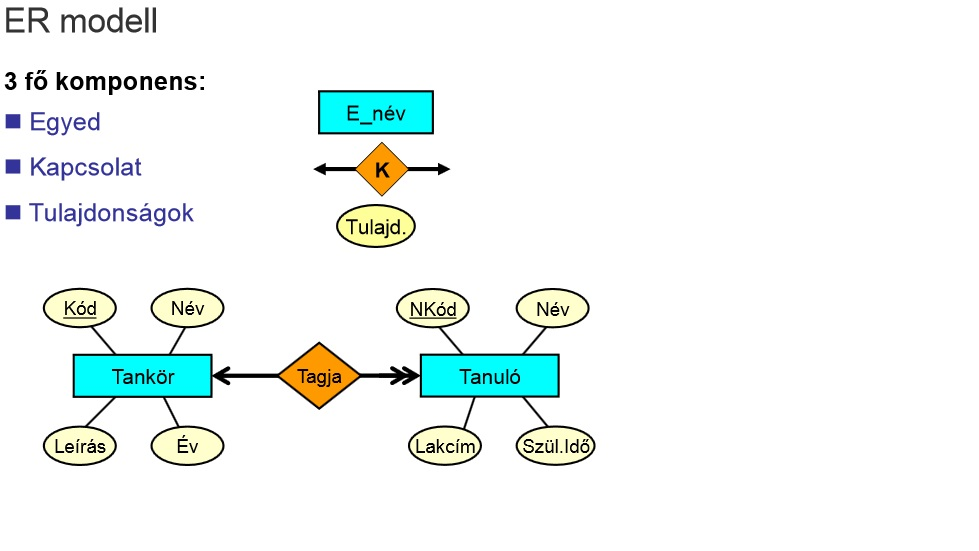 ER modell
3 fő komponens:
Egyed
Kapcsolat
Tulajdonságok
E_név
K
Tulajd.
Kód
Név
NKód
Név
Tankör
Tagja
Tanuló
Leírás
Év
Lakcím
Szül.Idő